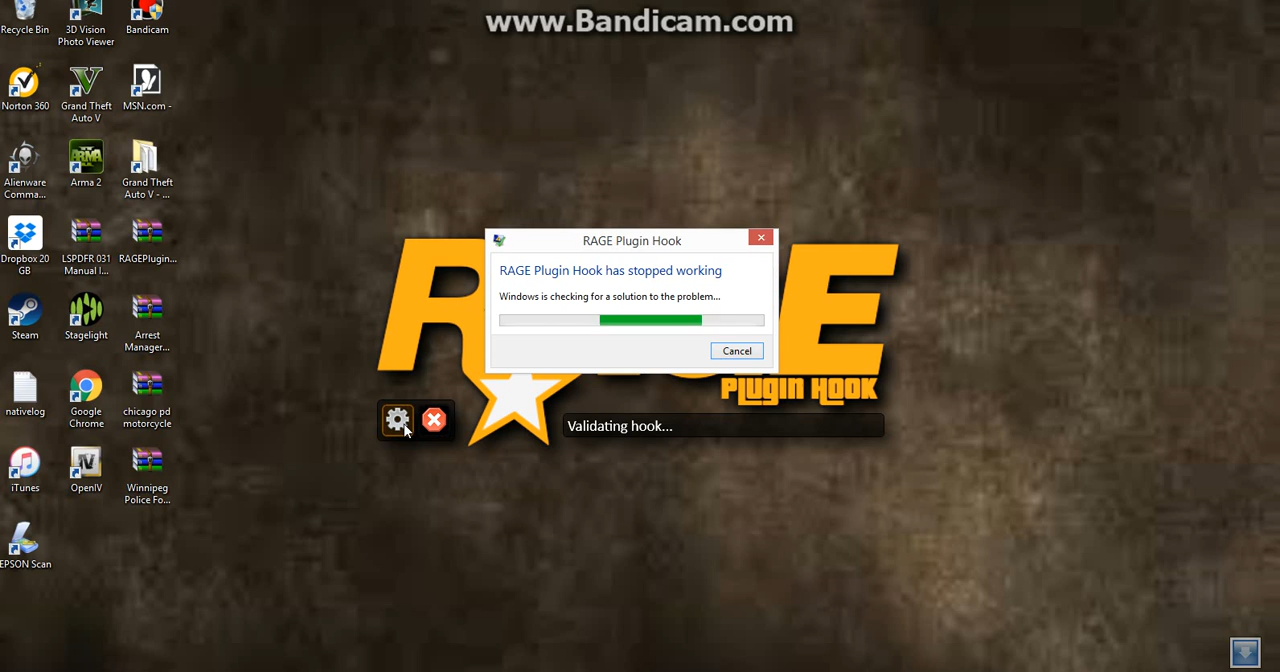 www.Bandicam.com
Recycle Bin
3D Vision
Photo Viewer
Bandicam
Norton 360
Grand Theft
Auto V
MSN.com -
Alienware
Comma...
Arma 2
Grand Theft
Auto V - ...
Dropbox 20
GB
LSPDFR 031
Manual I...
RAGEPlugin...
Steam
Stagelight
Arrest
Manager...
nativelog
Google
Chrome
chicago pd
motorcycle
iTunes
OpenIV
Winnipeg
Police Fo...
EPSON Scan
RAGE Plugin Hook
RAGE Plugin Hook has stopped working
Windows is checking for a solution to the problem...
Cancel
PLUGIN HOOK
Validating hook...